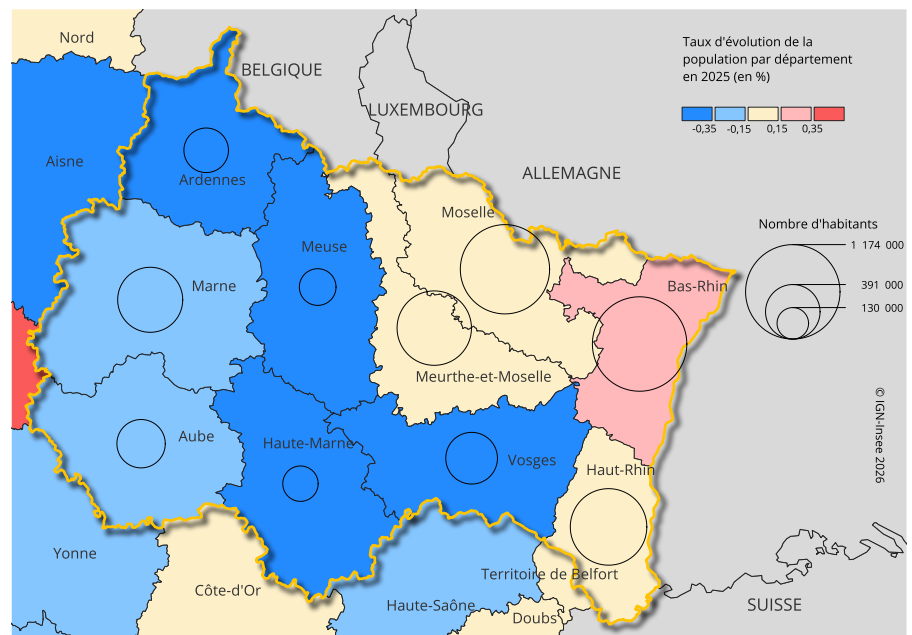 Nord
BELGIQUE
Taux d'évolution de la
population par département
en 2025 (en %)
LUXEMBOURG
-0,35 -0,15 0,15 0,35
Aisne
Ardennes
ALLEMAGNE
Moselle
Nombre d'habitants
1 174 000
Meuse
Marne
Bas-Rhin
391 000
130 000
Meurthe-et-Moselle
Aube
Haute-Marne
Vosges
Haut-Rhin
© IGN-Insee 2026
Yonne
Territoire de Belfort
Côte-d'Or
Haute-Saône
Doubs
SUISSE